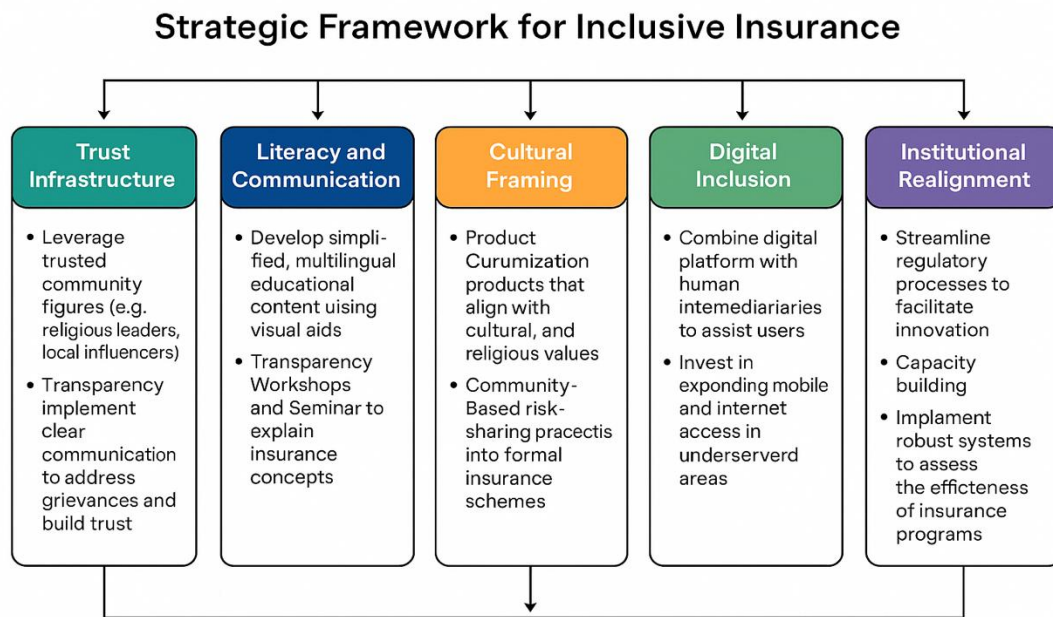 Strategic Framework for Inclusive Insurance
Trust
Infrastructure
• Leverage
trusted
community
figures (e.g.
religious leaders,
local influencers)
• Transparency
implement
clear
communication
to address
grievances and
build trust
Literacy and
Communication
• Develop simpli-
fied, multilingual
educational
content uising
visual aids
• Transparency
Workshops
and Seminar to
explain
insurance
concepts
Cultural
Framing
• Product
Curumization
products that
align with
cultural, and
religious values
• Community-
Based risk-
sharing pracectis
into formal
insurance
schemes
Digital
Inclusion
• Combine digital
platform with
human
intemediariaries
to assist users
• Invest in
exponding mobile
and internet
access in
underserverd
areas
Institutional
Realignment
• Streamline
regulatory
processes to
facilitate
innovation
• Capacity
building
• Implament
robust systems
to assess
the efficteness
of insurance
programs